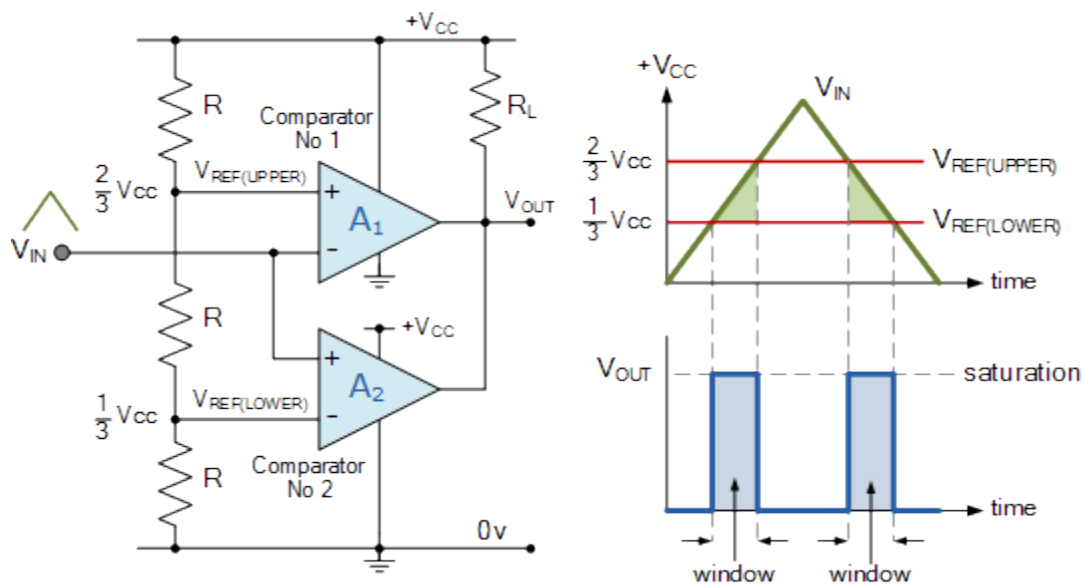 +VCC
R
RL
Comparator
No 1
2/3 VCC
VREF(UPPER)
+
A1
-
VOUT
VIN
R
+VCC
+
A2
-
1/3 VCC
VREF(LOWER)
R
Comparator
No 2
0v
+VCC
VIN
2/3 VCC
VREF(UPPER)
1/3 VCC
VREF(LOWER)
time
VOUT
saturation
time
window
window